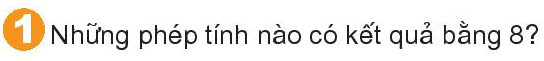 1 Những phép tính nào có kết quả bằng 8?